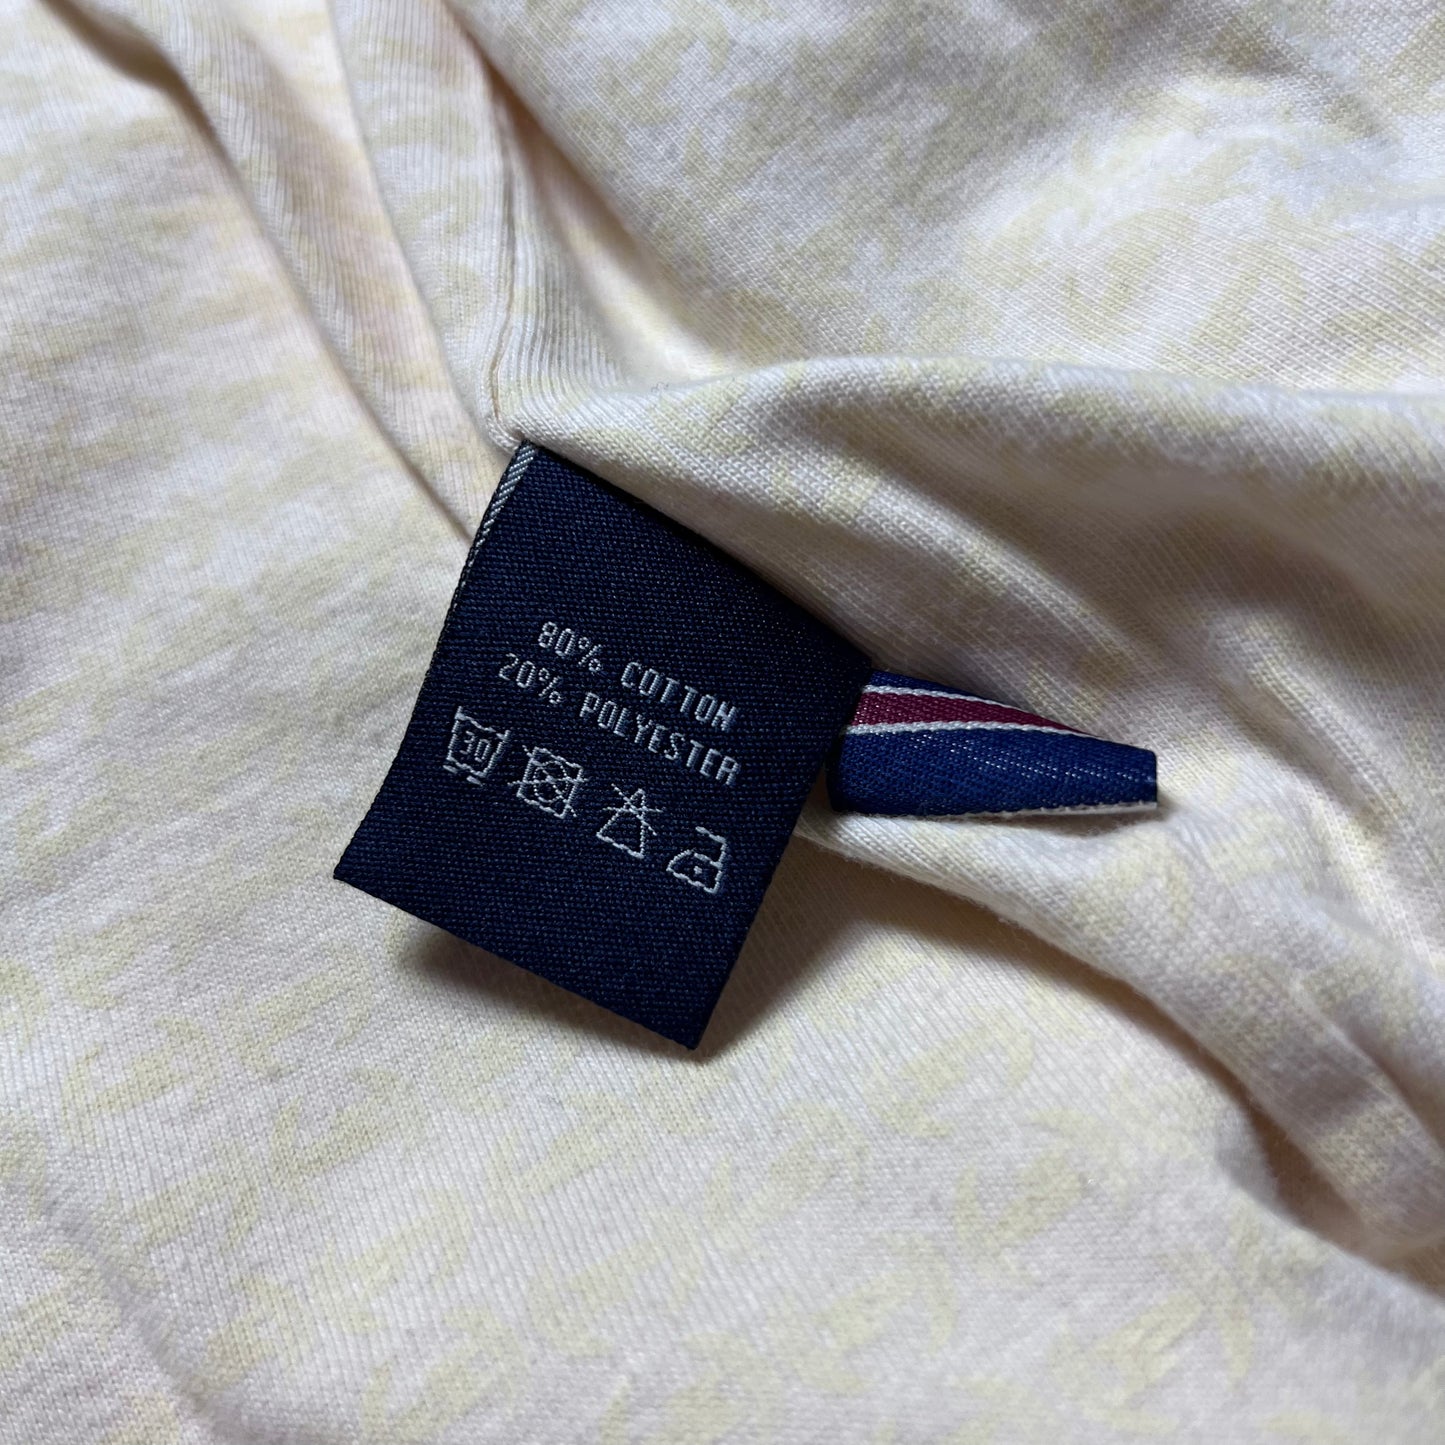 80% COTTON
20% POLYESTER
30